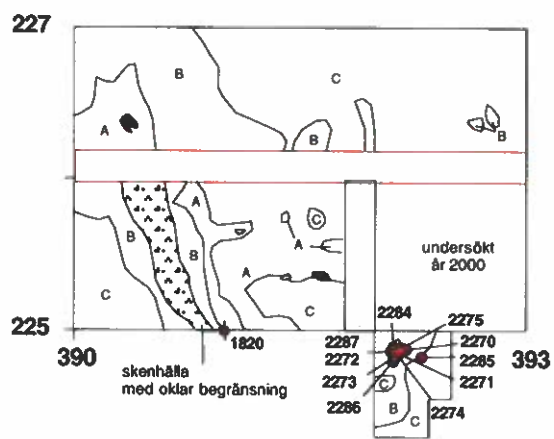 227
B
C
A
B
B
A
C
B
B
A
undersökt
år 2000
A
C
C
2284
2275
225
1820
2287
2270
390
2272
2285
393
skenhälla
2273
2271
med oklar begränsning
C
2286
2274
B
C